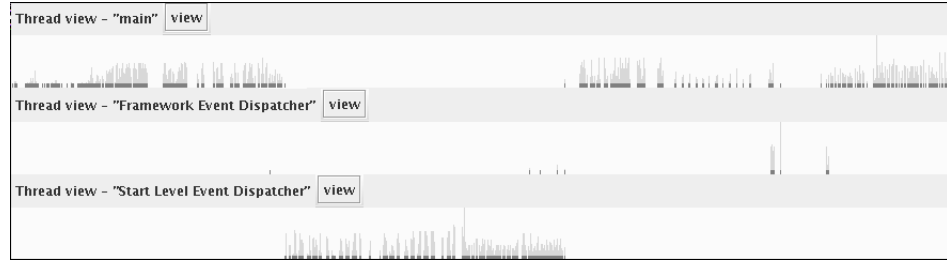 Thread view - "main" view
Thread view - "Framework Event Dispatcher" view
Thread view - "Start Level Event Dispatcher" view